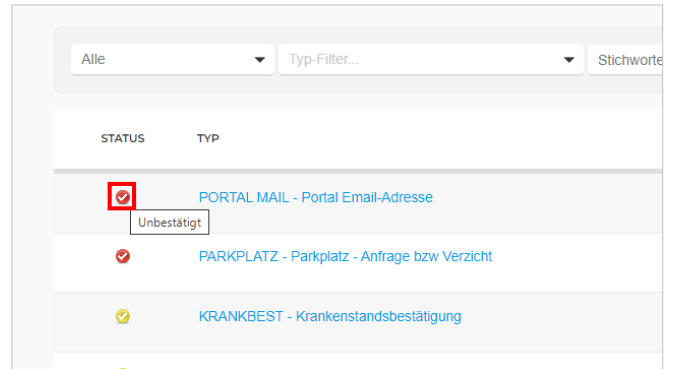 Alle Typ-Filter... Stichworte
STATUS TYP
PORTAL MAIL - Portal Email-Adresse
Unbestätigt
PARKPLATZ - Parkplatz - Anfrage bzw Verzicht
KRANKBEST - Krankenstandsbestätigung